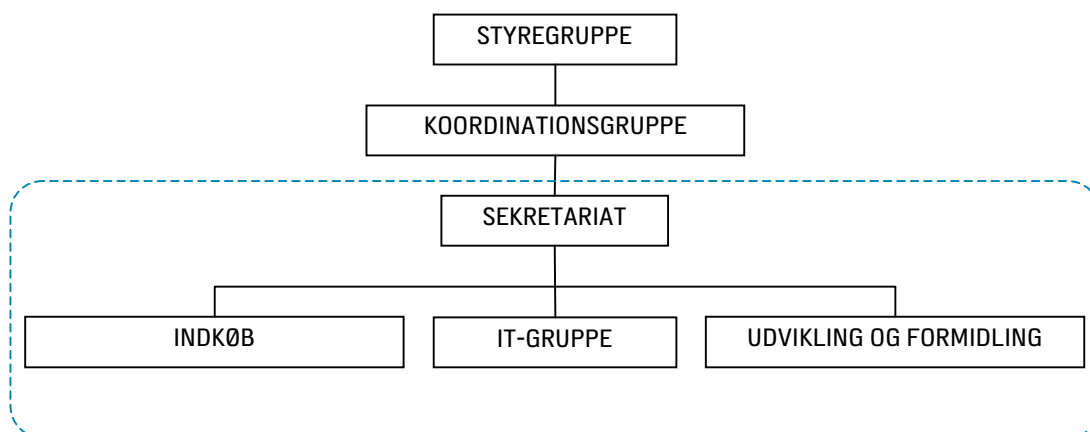 STYREGRUPPE
KOORDINATIONSGRUPPE
SEKRETARIAT
INDKØB
IT-GRUPPE
UDVIKLING OG FORMIDLING